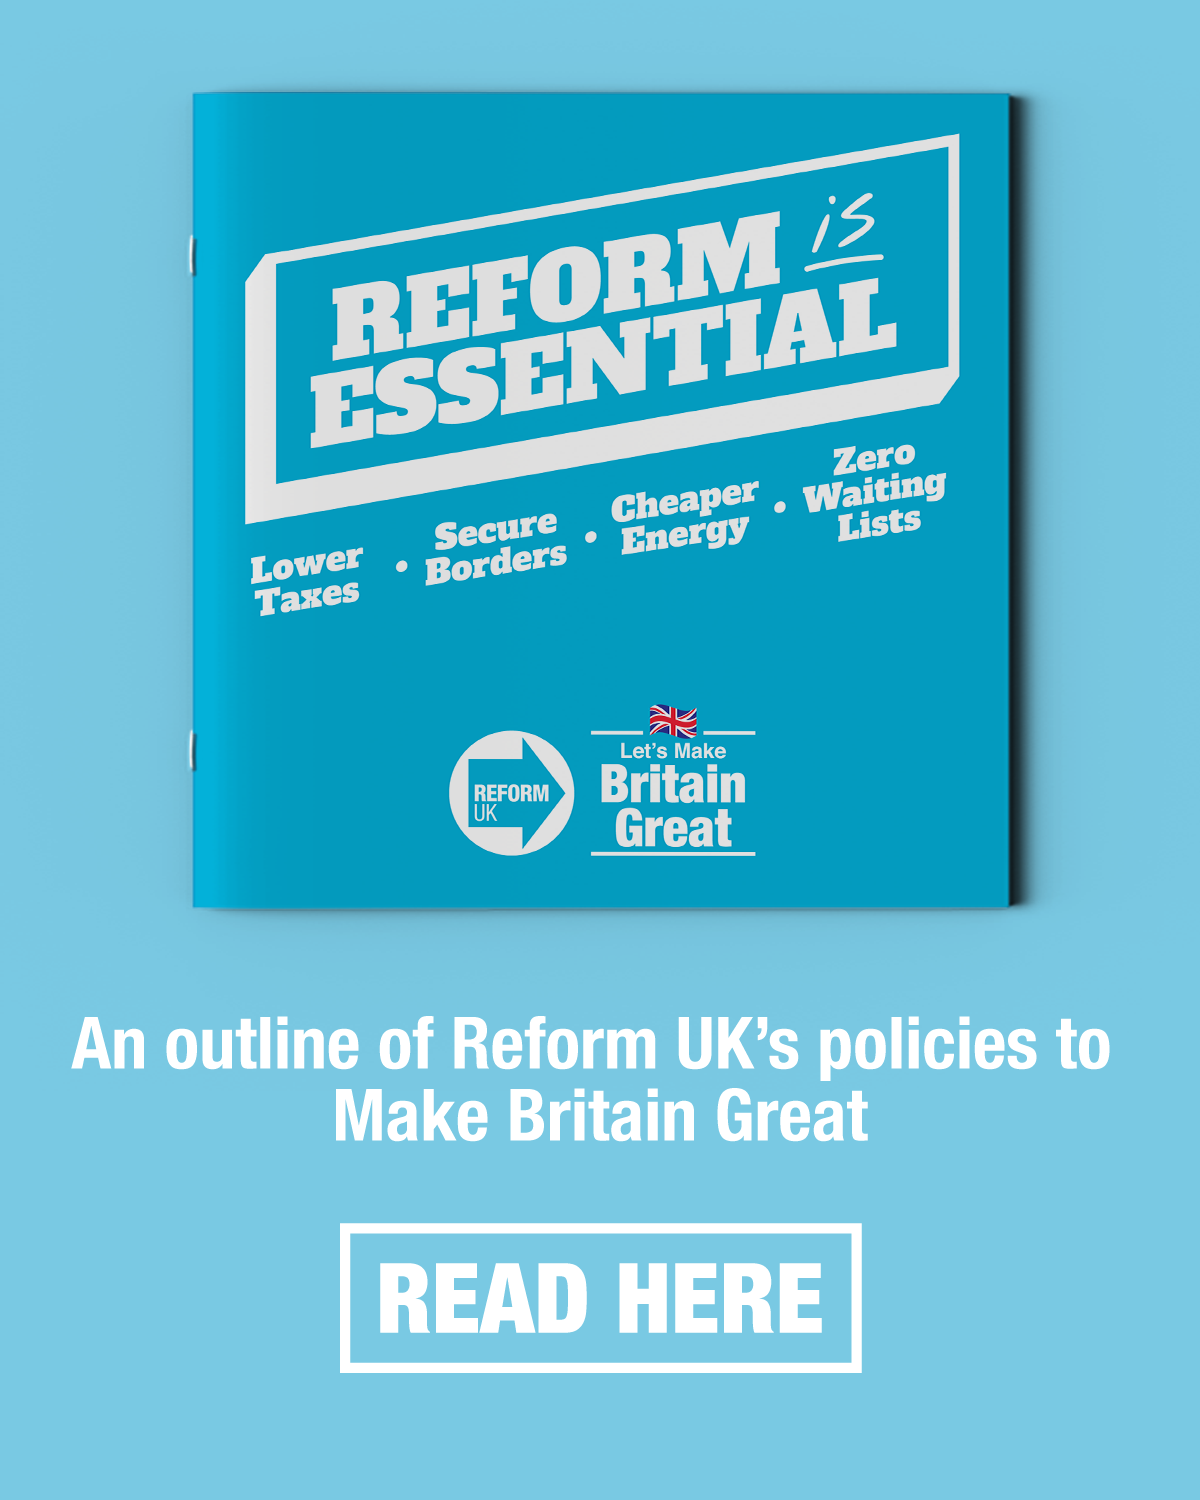 REFORM is
ESSENTIAL
Lower
Taxes
•
Secure
Borders
•
Cheaper
Energy
•
Zero
Waiting
Lists
REFORM
UK
Let's Make
Britain
Great
An outline of Reform UK's policies to
Make Britain Great
READ HERE